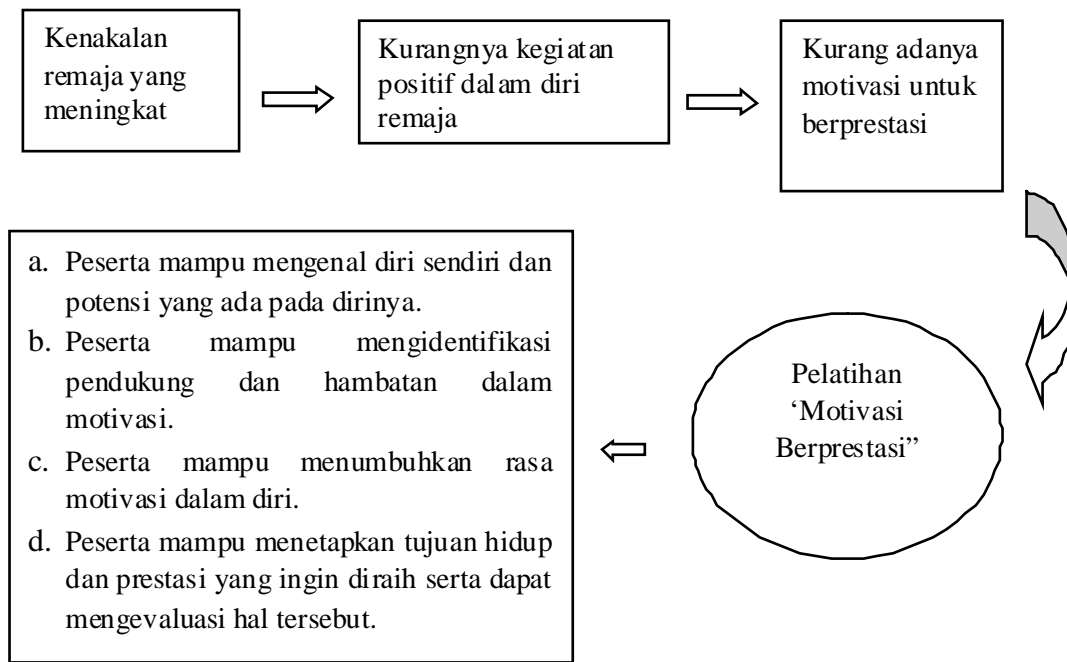 Kenakalan
remaja yang
meningkat
Kurangnya kegiatan
positif dalam diri
remaja
Kurang adanya
motivasi untuk
berprestasi
Pelatihan
‘Motivasi
Berprestasi”
a. Peserta mampu mengenal diri sendiri dan
potensi yang ada pada dirinya.
b. Peserta mampu mengidentifikasi
pendukung dan hambatan dalam
motivasi.
c. Peserta mampu menumbuhkan rasa
motivasi dalam diri.
d. Peserta mampu menetapkan tujuan hidup
dan prestasi yang ingin diraih serta dapat
mengevaluasi hal tersebut.